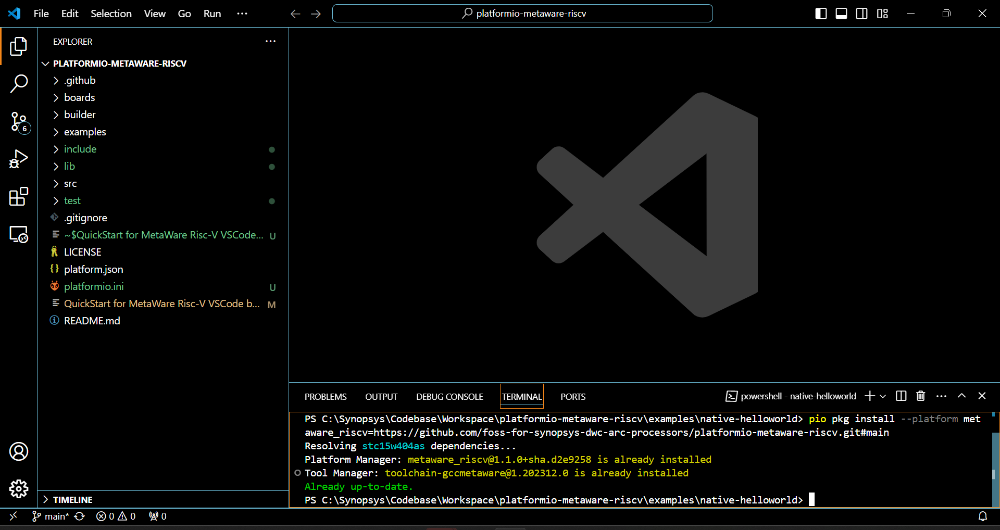 File Edit Selection View Go Run ···
platformio-metaware-riscv
EXPLORER
PLATFORMIO-METAWARE-RISCV
.github
boards
builder
examples
include
lib
src
test
.gitignore
~$QuickStart for MetaWare Risc-V VSCode... U
LICENSE
platform.json
platformio.ini U
QuickStart for MetaWare Risc-V VSCode b... M
README.md
6
TIMELINE
PROBLEMS OUTPUT DEBUG CONSOLE TERMINAL PORTS
powershell - native-helloworld
PS C:\Synopsys\Codebase\Workspace\platformio-metaware-riscv\examples\native-helloworld> pio pkg install --platform met
aware_riscv=https://github.com/foss-for-synopsys-dwc-arc-processors/platformio-metaware-riscv.git#main
Resolving stc15w404as dependencies...
Platform Manager: metaware_riscv@1.1.0+sha.d2e9258 is already installed
Tool Manager: toolchain-gccmetaware@1.202312.0 is already installed
Already up-to-date.
PS C:\Synopsys\Codebase\Workspace\platformio-metaware-riscv\examples\native-helloworld>
main* 0 0 0